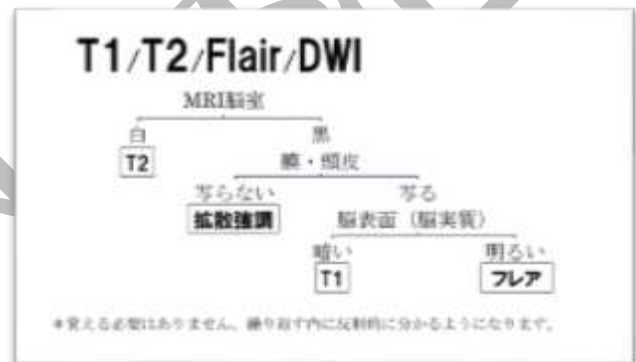 T1/T2/Flair/DWI
MRI脳室
白 黒
T2 膜・頭皮
写らない 写る
拡散強調 脳表面（脳実質）
暗い 明るい
T1 フレア
*覚える必要はありません、繰り返す内に反射的に分かるようになります。